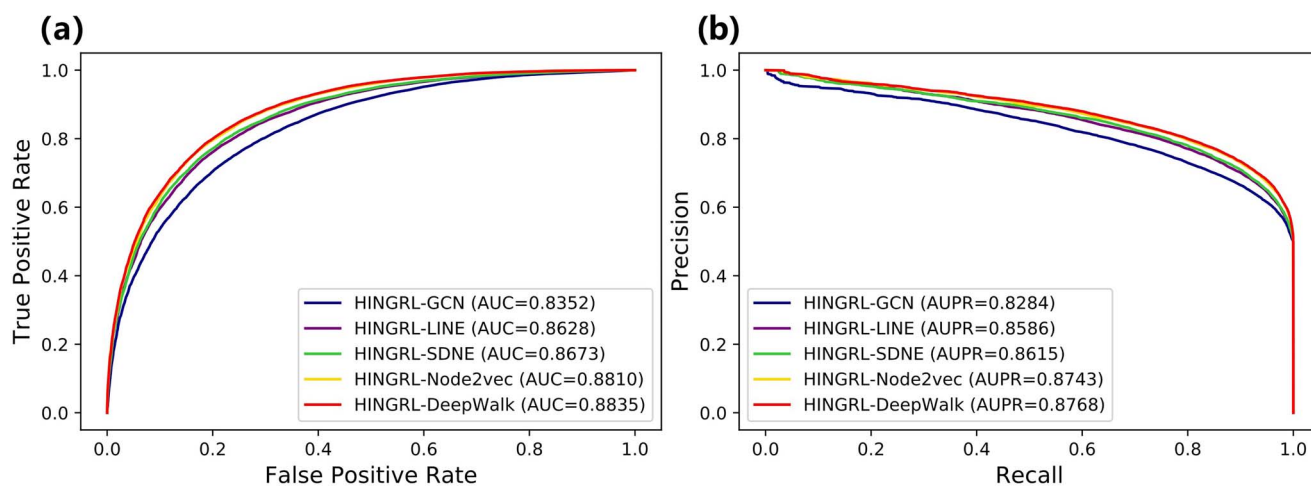 (a)
True Positive Rate
1.0
0.8
0.6
0.4
0.2
0.0
HINGRL-GCN (AUC=0.8352)
HINGRL-LINE (AUC=0.8628)
HINGRL-SDNE (AUC=0.8673)
HINGRL-Node2vec (AUC=0.8810)
HINGRL-DeepWalk (AUC=0.8835)
0.0 0.2 0.4 0.6 0.8 1.0
False Positive Rate
(b)
Precision
1.0
0.8
0.6
0.4
0.2
0.0
HINGRL-GCN (AUPR=0.8284)
HINGRL-LINE (AUPR=0.8586)
HINGRL-SDNE (AUPR=0.8615)
HINGRL-Node2vec (AUPR=0.8743)
HINGRL-DeepWalk (AUPR=0.8768)
0.0 0.2 0.4 0.6 0.8 1.0
Recall